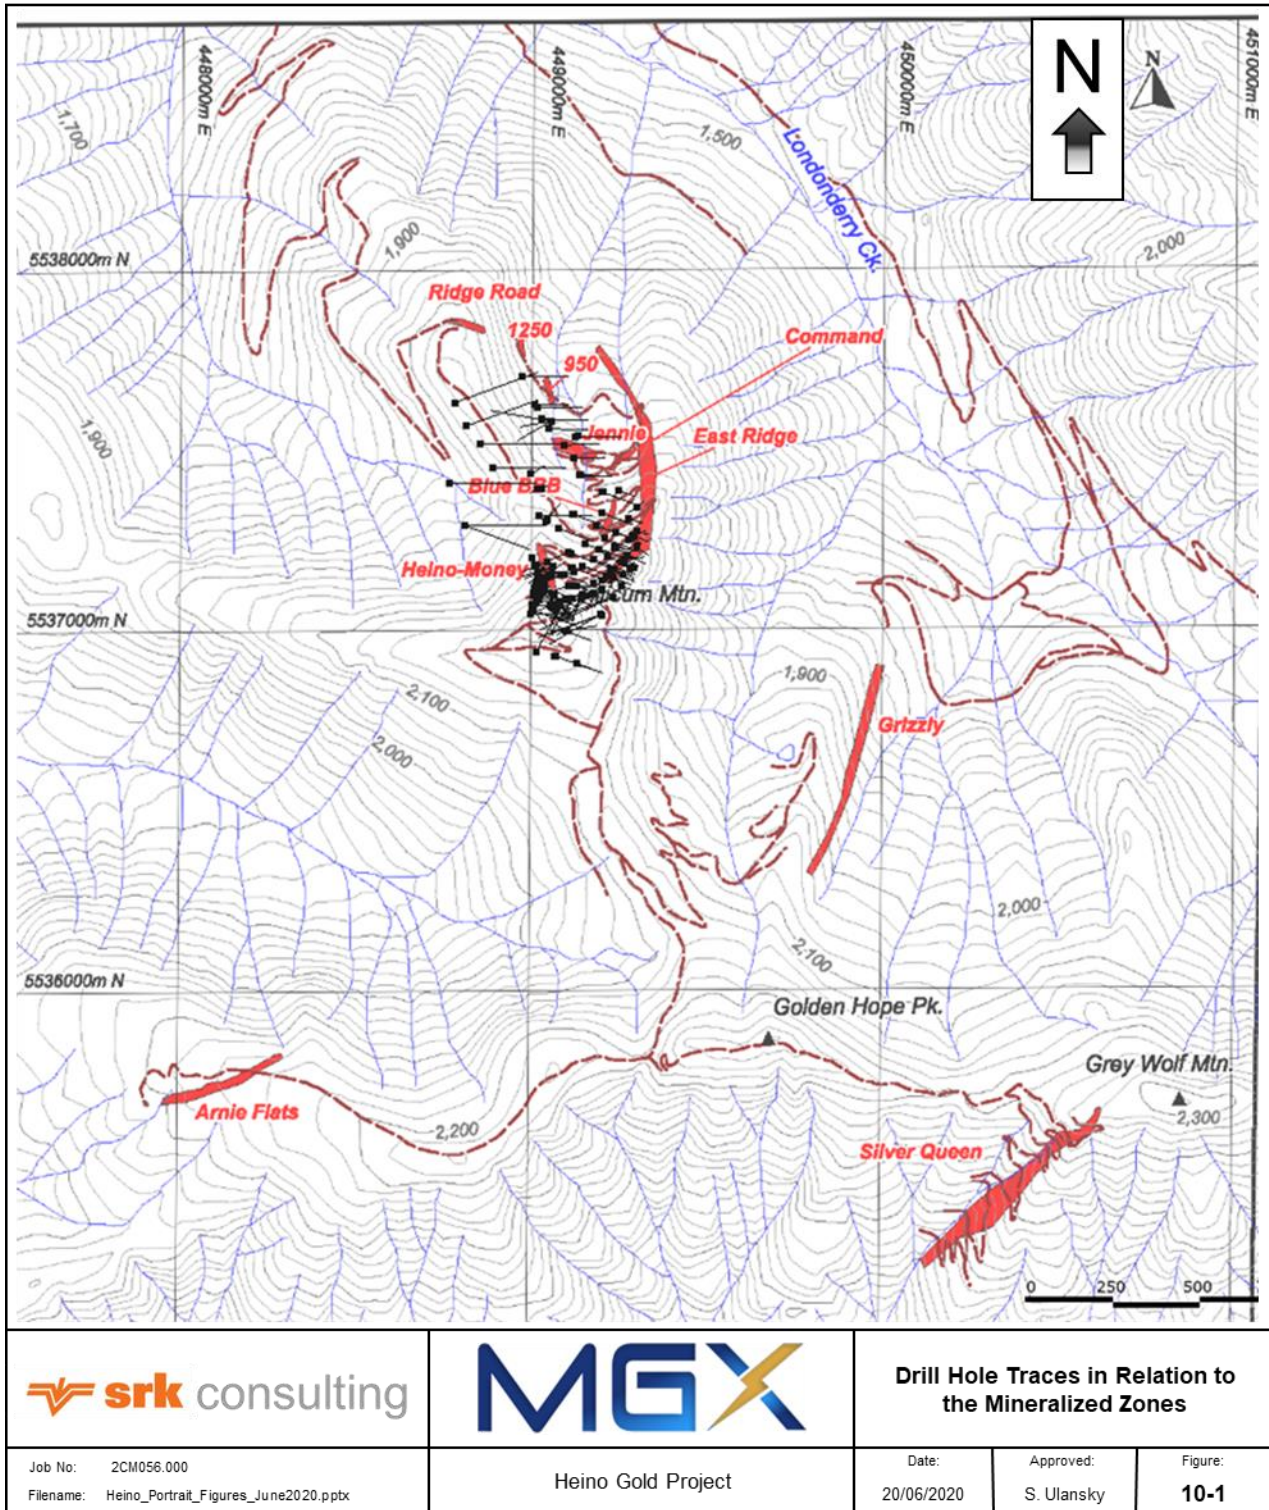 448000m E
449000m E
450000m E
451000m E
N
N
1,700
1,500
Londonderry Ck.
1,900
2,000
5538000m N
Ridge Road
1250
950
Command
Jennie
East Ridge
1,900
Blue
Heino-Money
Mtn.
5537000m N
1,900
2,100
Grizzly
2,000
2,000
2,100
5536000m N
Golden Hope Pk.
Grey Wolf Mtn.
Arnie Flats
2,200
2,300
Silver Queen
0 250 500
srk consulting
MGX
Drill Hole Traces in Relation to
the Mineralized Zones
Job No: 2CM056.000
Filename: Heino_Portrait_Figures_June2020.pptx
Heino Gold Project
Date:
20/06/2020
Approved:
S. Ulansky
Figure:
10-1